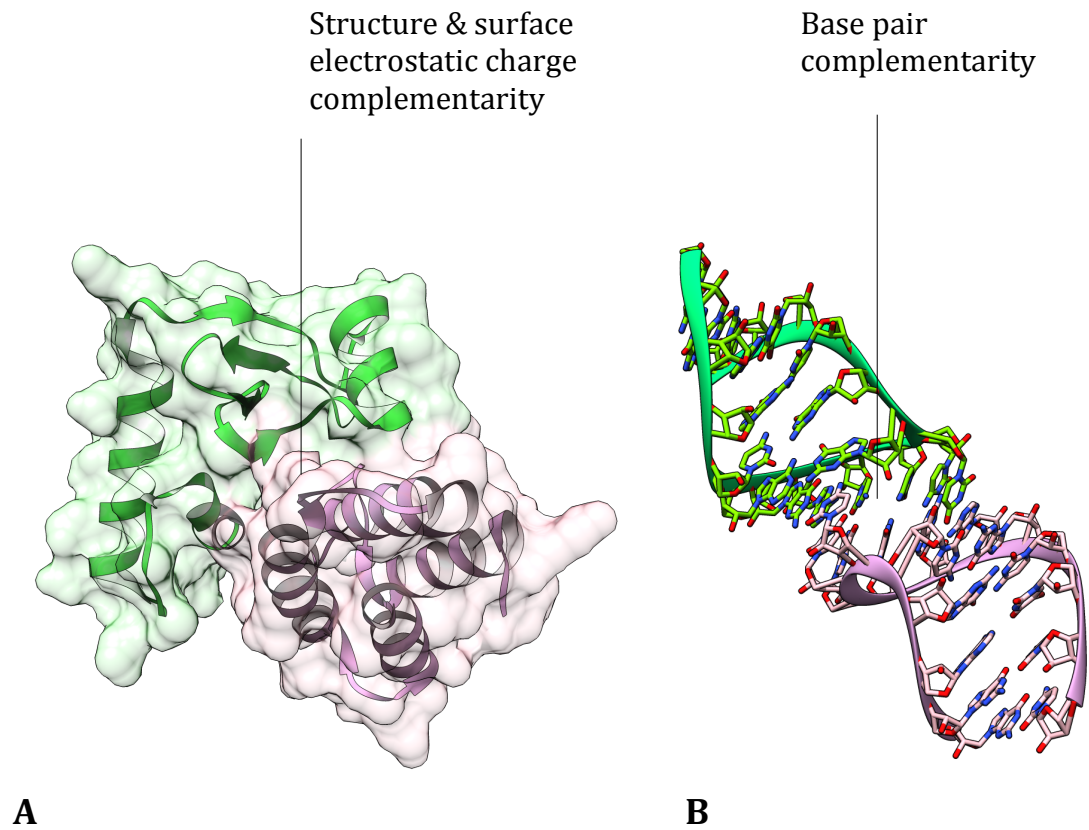 Structure & surface
electrostatic charge
complementarity
Base pair
complementarity
A
B